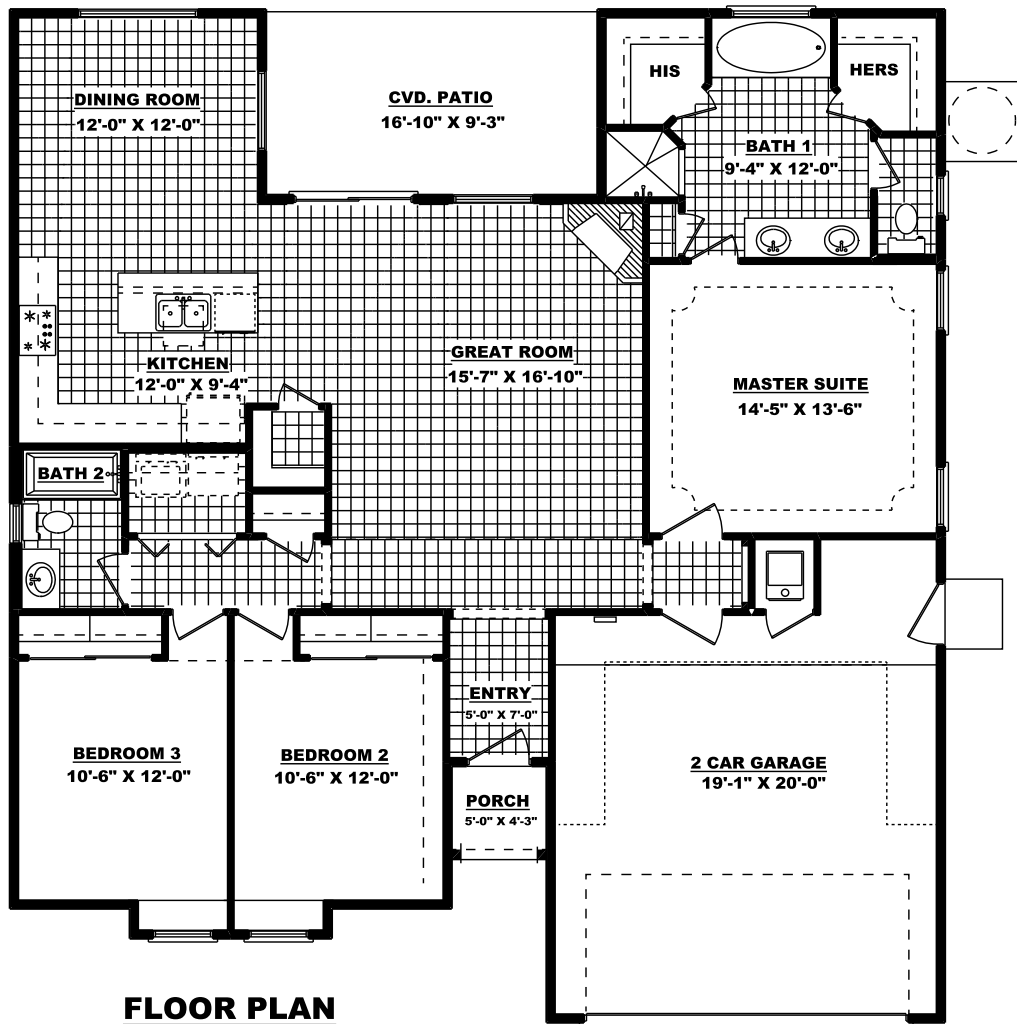 DINING ROOM
12'-0" X 12'-0"
CVD. PATIO
16'-10" X 9'-3"
HIS
HERS
BATH 1
9'-4" X 12'-0"
KITCHEN
12'-0" X 9'-4"
GREAT ROOM
15'-7" X 16'-10"
MASTER SUITE
14'-5" X 13'-6"
BATH 2
ENTRY
5'-0" X 7'-0"
BEDROOM 3
10'-6" X 12'-0"
BEDROOM 2
10'-6" X 12'-0"
2 CAR GARAGE
19'-1" X 20'-0"
PORCH
5'-0" X 4'-3"
FLOOR PLAN